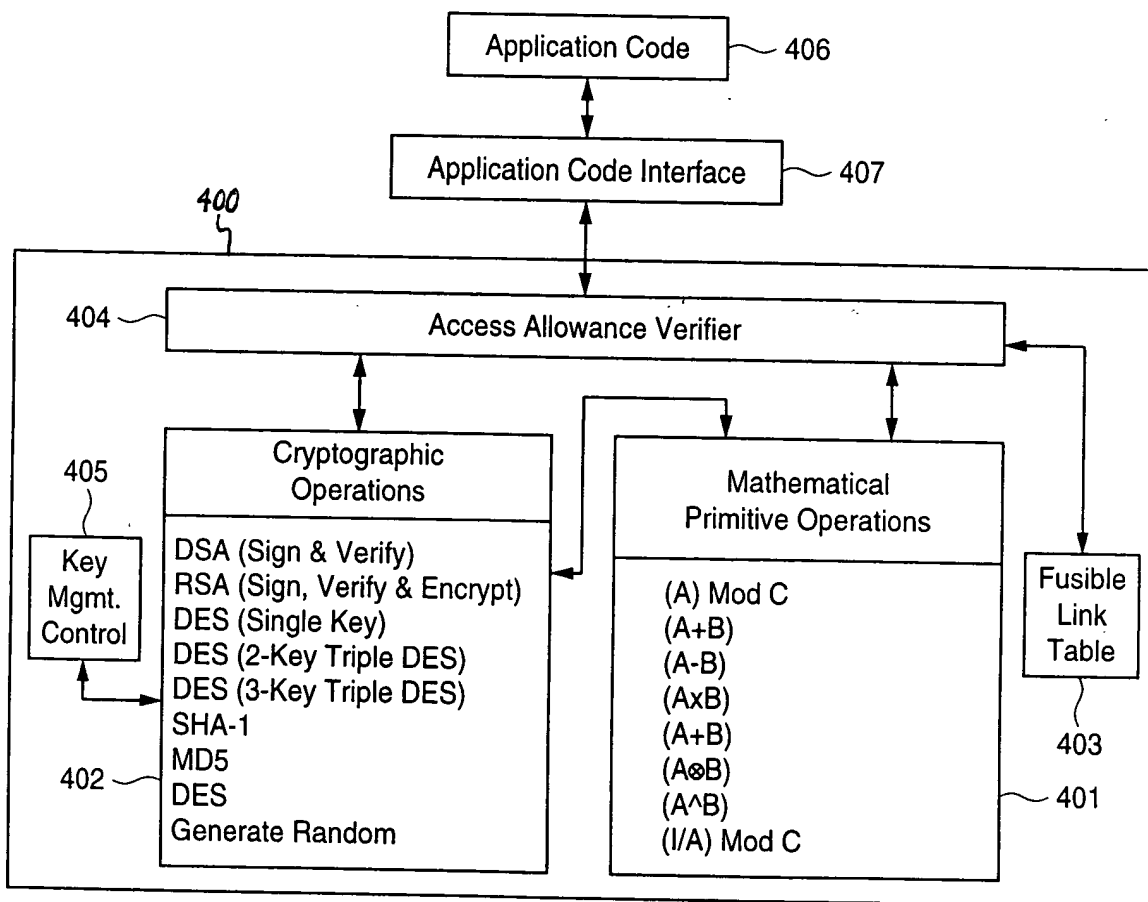 Application Code
406
Application Code Interface
407
400
404
Access Allowance Verifier
405
Key
Mgmt.
Control
Cryptographic
Operations
DSA (Sign & Verify)
RSA (Sign, Verify & Encrypt)
DES (Single Key)
DES (2-Key Triple DES)
DES (3-Key Triple DES)
SHA-1
MD5
DES
Generate Random
402
Mathematical
Primitive Operations
(A) Mod C
(A+B)
(A-B)
(AxB)
(A+B)
(A⊗B)
(A^B)
(I/A) Mod C
401
Fusible
Link
Table
403